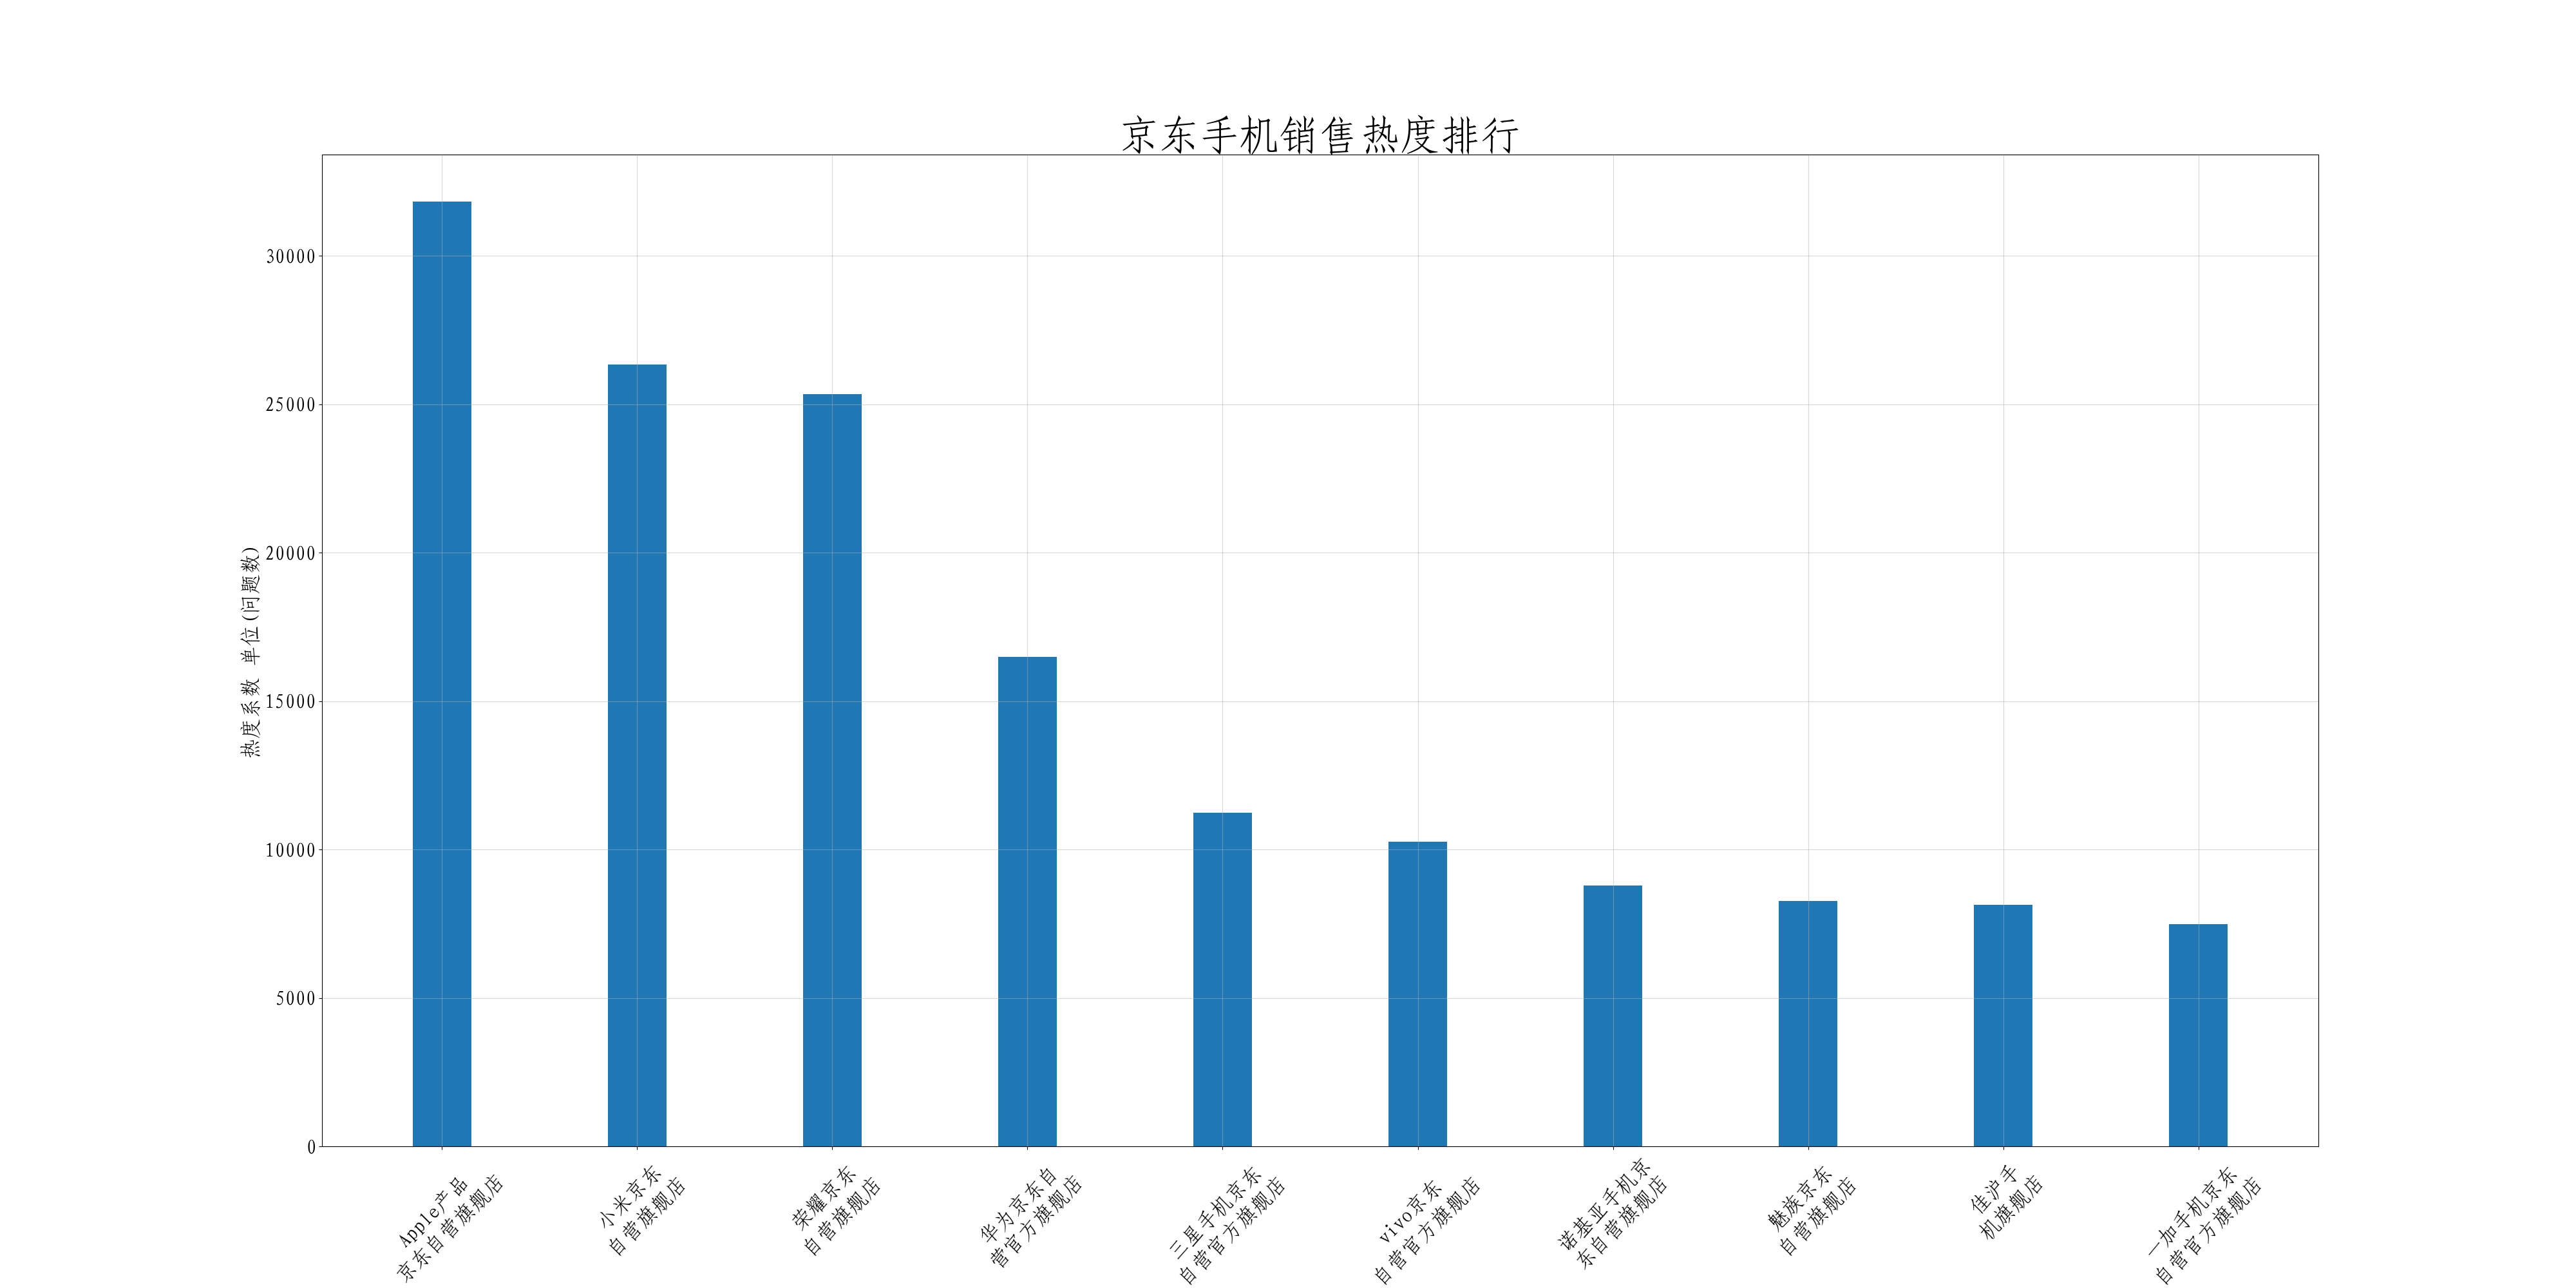 京东手机销售热度排行
热度系数 单位(问题数)
30000
25000
20000
15000
10000
5000
0
Apple产品
京东自营旗舰店
小米京东
自营旗舰店
荣耀京东
自营旗舰店
华为京东自
营官方旗舰店
三星手机京东
自营官方旗舰店
vivo京东
自营官方旗舰店
诺基亚手机京
东自营旗舰店
魅族京东
自营旗舰店
佳沪手
机旗舰店
一加手机京东
自营官方旗舰店